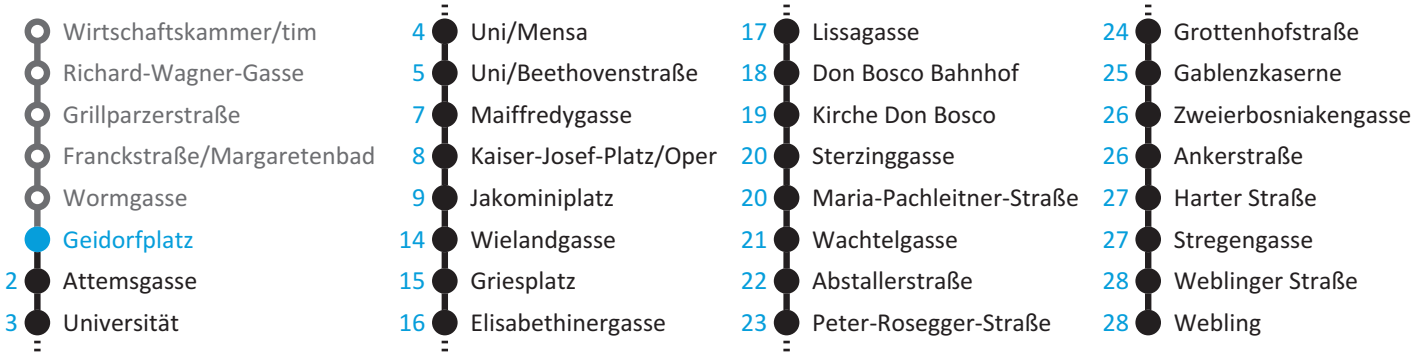 Wirtschaftskammer/tim
Richard-Wagner-Gasse
Grillparzerstraße
Franckstraße/Margaretenbad
Wormgasse
Geidorfplatz
2 Attemsgasse
3 Universität
4 Uni/Mensa
5 Uni/Beethovenstraße
7 Maiffredygasse
8 Kaiser-Josef-Platz/Oper
9 Jakominiplatz
14 Wielandgasse
15 Griesplatz
16 Elisabethinergasse
17 Lissagasse
18 Don Bosco Bahnhof
19 Kirche Don Bosco
20 Sterzinggasse
20 Maria-Pachleitner-Straße
21 Wachtelgasse
22 Abstallerstraße
23 Peter-Rosegger-Straße
24 Grottenhofstraße
25 Gablenzkaserne
26 Zweierbosniakengasse
26 Ankerstraße
27 Harter Straße
27 Stregengasse
28 Weblinger Straße
28 Webling